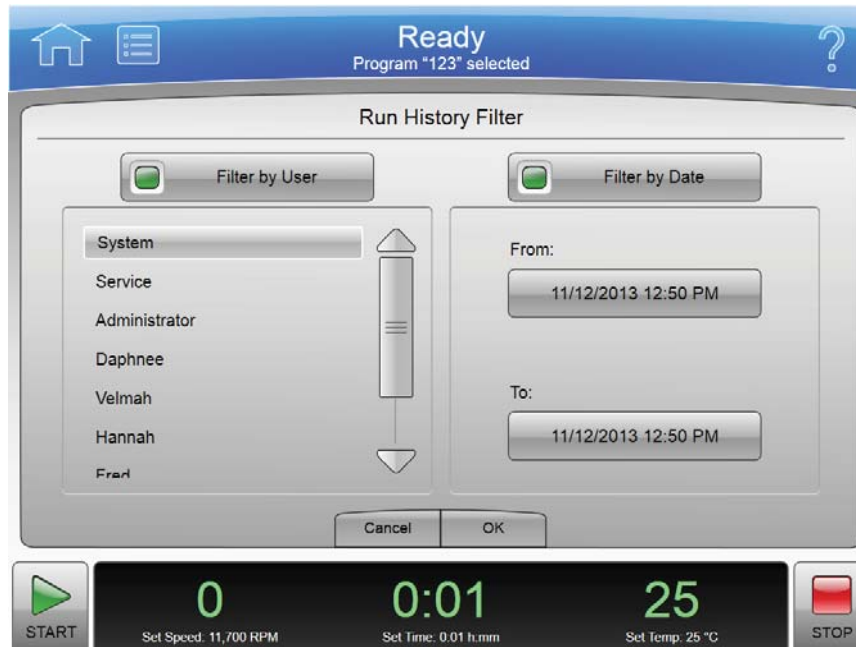 Ready
Program “123” selected
Run History Filter
Filter by User
System
Service
Administrator
Daphnee
Velmah
Hannah
Fred
Filter by Date
From:
11/12/2013 12:50 PM
To:
11/12/2013 12:50 PM
Cancel
OK
START
0
Set Speed: 11,700 RPM
0:01
Set Time: 0.01 h:mm
25
Set Temp: 25 °C
STOP